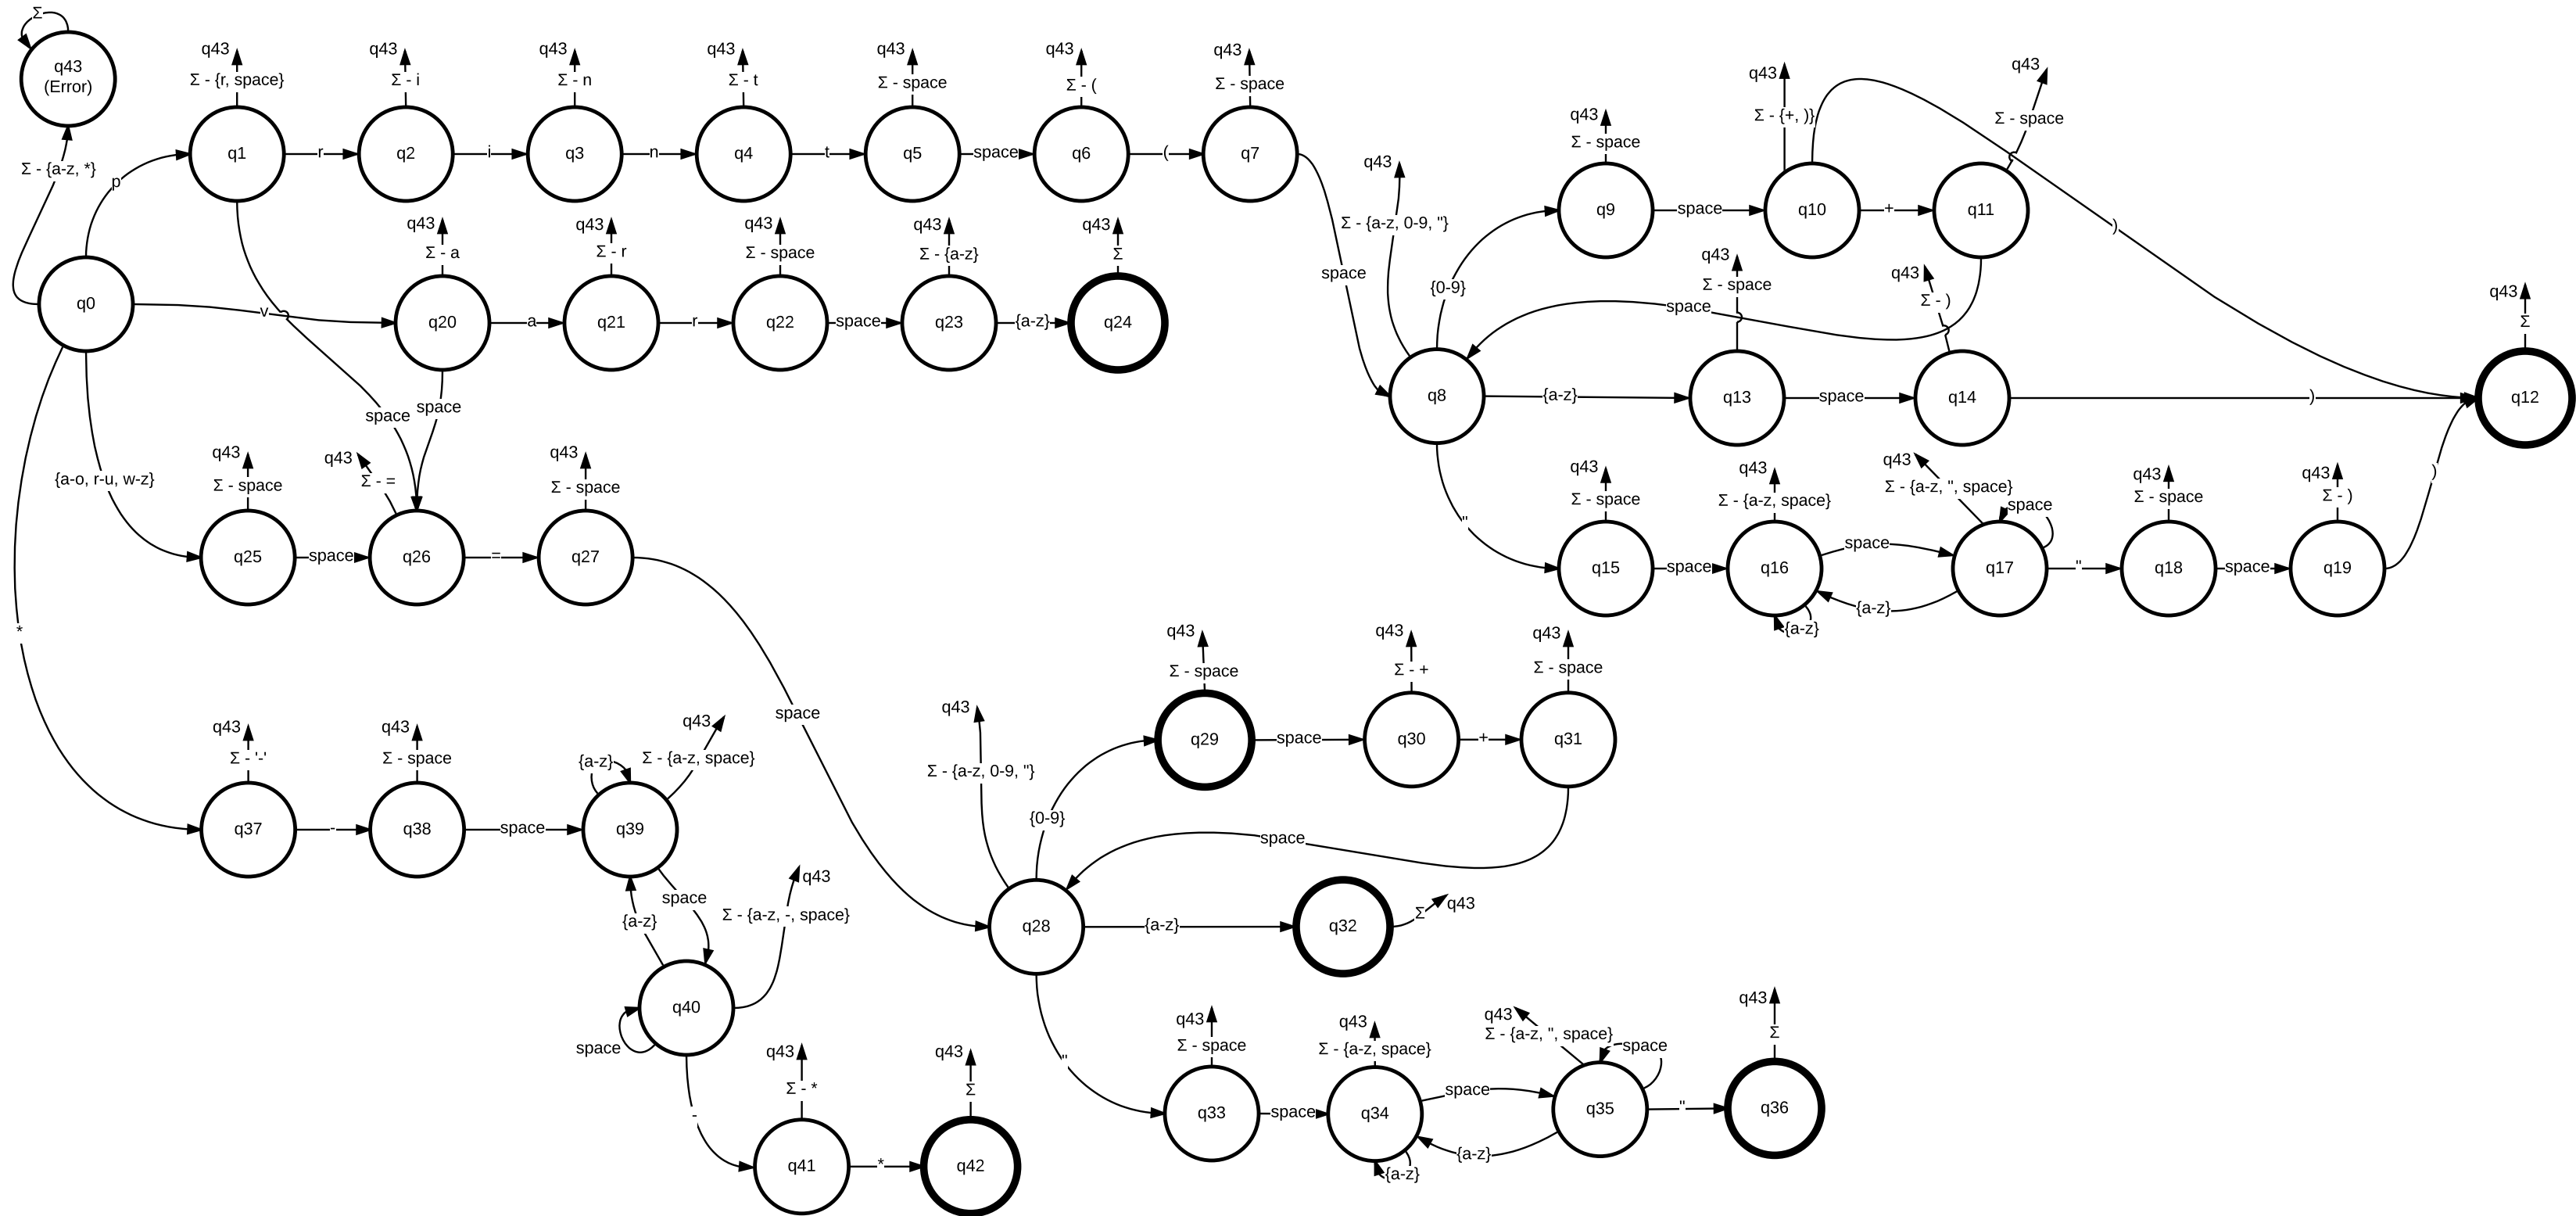 Σ
q43
(Error)
Σ - {a-z, *}
q0
p
v
{a-o, r-u, w-z}
*
q43
Σ - {r, space}
q1
r
space
q43
Σ - i
q2
i
q43
Σ - n
q3
n
q43
Σ - t
q4
t
q43
Σ - space
q5
space
q43
Σ - (
q6
(
q43
Σ - space
q7
space
q43
Σ - {a-z, 0-9, "}
q8
{0-9}
{a-z}
"
q43
Σ - space
q9
space
q43
Σ - {+, )}
q10
+
)
q43
Σ - space
q11
space
q43
Σ
q12
q43
Σ - space
q13
space
q43
Σ - )
q14
)
q43
Σ - space
q15
space
q43
Σ - {a-z, space}
q16
{a-z}
space
q43
Σ - {a-z, ", space}
space
q17
{a-z}
"
q43
Σ - space
q18
space
q43
Σ - )
q19
)
q43
Σ - a
q20
a
space
q43
Σ - r
q21
r
q43
Σ - space
q22
space
q43
Σ - {a-z}
q23
{a-z}
q43
Σ
q24
q43
Σ - space
q25
space
q43
Σ - =
q26
=
q43
Σ - space
q27
space
q43
Σ - {a-z, 0-9, "}
q28
{0-9}
{a-z}
"
q43
Σ - space
q29
space
q43
Σ - +
q30
+
q43
Σ - space
q31
space
q32
Σ
q43
q43
Σ - space
q33
space
q43
Σ - {a-z, space}
q34
{a-z}
space
q43
Σ - {a-z, ", space}
space
q35
{a-z}
"
q43
Σ
q36
q43
Σ - '-'
q37
-
q43
Σ - space
q38
space
{a-z}
q43
Σ - {a-z, space}
q39
space
{a-z}
q43
Σ - {a-z, -, space}
q40
space
-
q43
Σ - *
q41
*
q43
Σ
q42